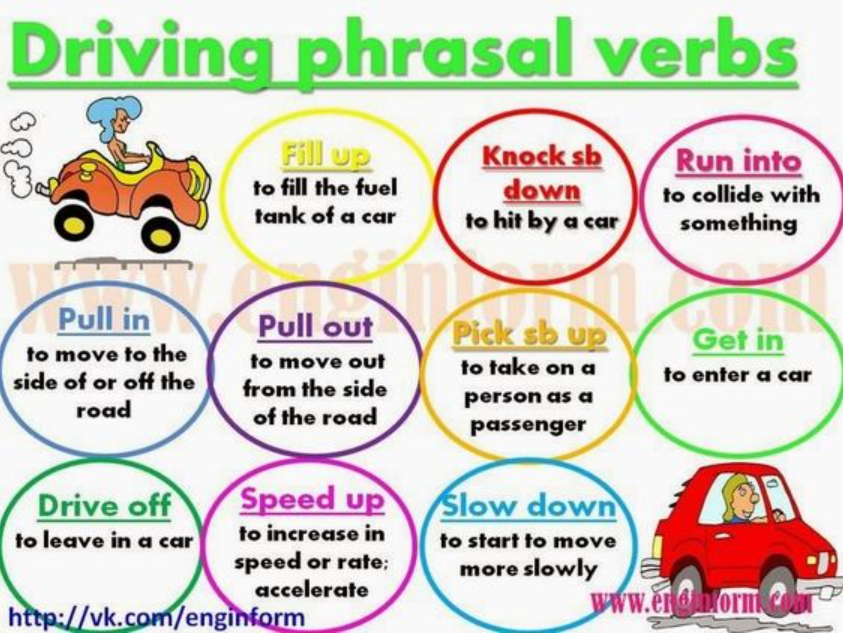 Driving phrasal verbs
Fill up
to fill the fuel
tank of a car
Knock sb
down
to hit by a car
Run into
to collide with
something
Pull in
to move to the
side of or off the
road
Pull out
to move out
from the side
of the road
Pick sb up
to take on a
person as a
passenger
Get in
to enter a car
Drive off
to leave in a car
Speed up
to increase in
speed or rate;
accelerate
Slow down
to start to move
more slowly
www.enginform.com
http://vk.com/enginform
www.enginform.com